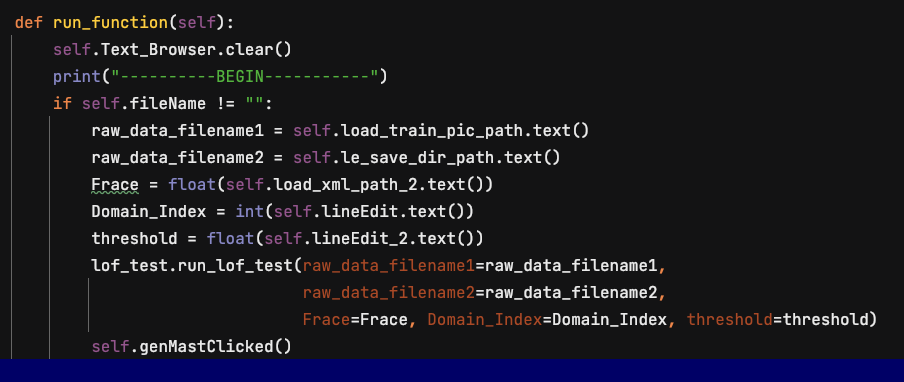 def run_function(self):
    self.Text_Browser.clear()
    print("----------BEGIN-----------")
    if self.fileName != "":
        raw_data_filename1 = self.load_train_pic_path.text()
        raw_data_filename2 = self.le_save_dir_path.text()
        Frace = float(self.load_xml_path_2.text())
        Domain_Index = int(self.lineEdit.text())
        threshold = float(self.lineEdit_2.text())
        lof_test.run_lof_test(raw_data_filename1=raw_data_filename1,
                              raw_data_filename2=raw_data_filename2,
                              Frace=Frace, Domain_Index=Domain_Index, threshold=threshold)
        self.genMastClicked()